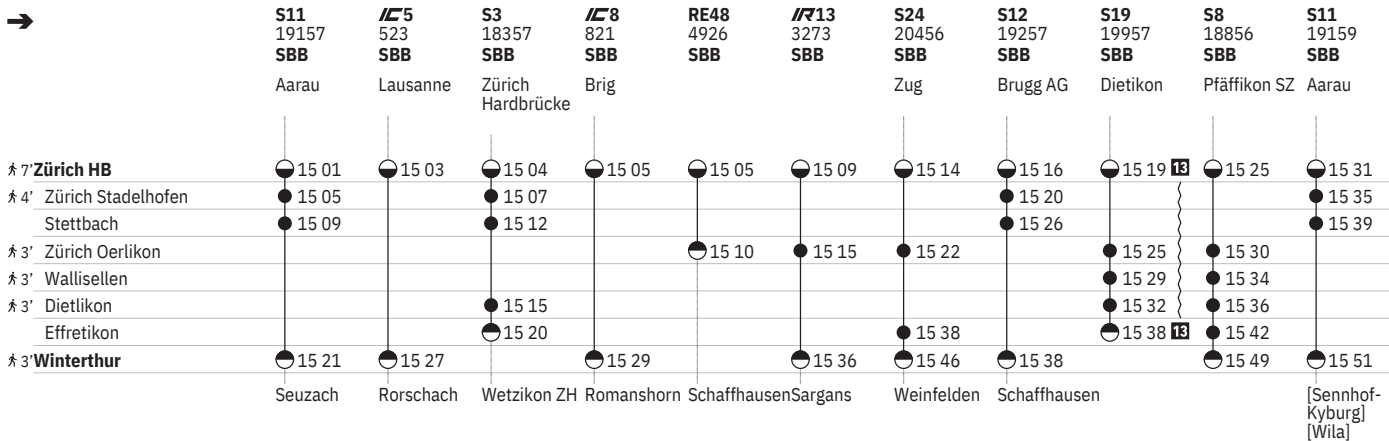 ➔ S11 IC5 S3 IC8 RE48 IR13 S24 S12 S19 S8 S11
19157 523 18357 821 4926 3273 20456 19257 19957 18856 19159
SBB SBB SBB SBB SBB SBB SBB SBB SBB SBB SBB
Aarau Lausanne Zürich Brig Zug Brugg AG Dietikon Pfäffikon SZ Aarau
Hardbrücke
7' Zürich HB 15 01 15 03 15 04 15 05 15 05 15 09 15 14 15 16 15 19 13 15 25 15 31
4' Zürich Stadelhofen 15 05 15 07 15 20 15 35
Stettbach 15 09 15 12 15 26 15 39
3' Zürich Oerlikon 15 10 15 15 15 22 15 25 15 30
3' Wallisellen 15 29 15 34
3' Dietlikon 15 15 15 32 15 36
Effretikon 15 20 15 38 15 38 13 15 42
3' Winterthur 15 21 15 27 15 29 15 36 15 46 15 38 15 49 15 51
Seuzach Rorschach Wetzikon ZH Romanshorn Schaffhausen Sargans Weinfelden Schaffhausen [Sennhof-
Kyburg]
[Wila]